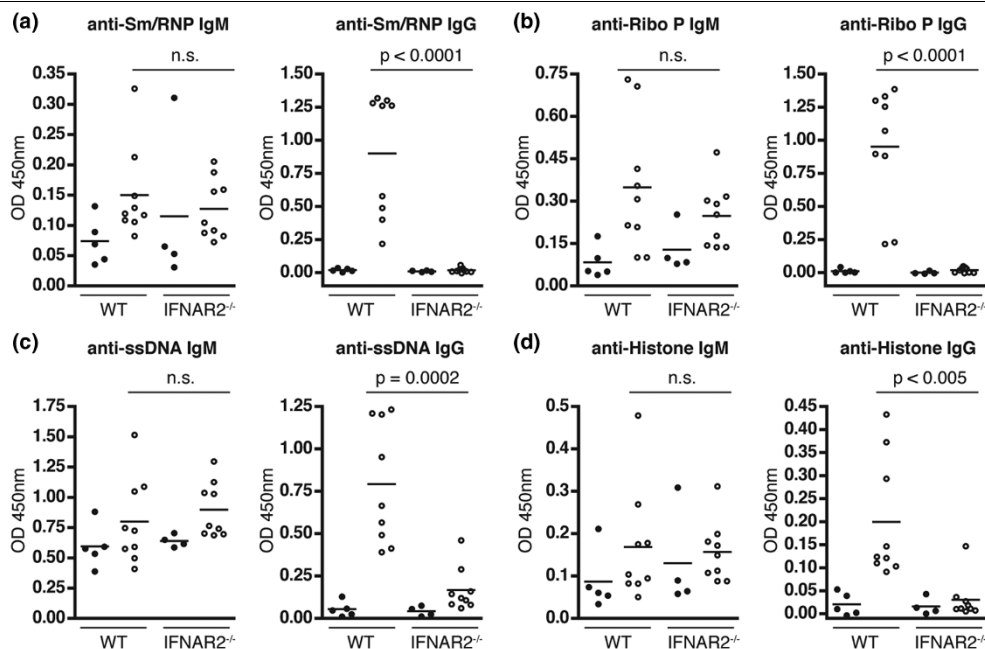 (a) anti-Sm/RNP IgM anti-Sm/RNP IgG
n.s. p < 0.0001
OD 450nm
0.35
0.30
0.25
0.20
0.15
0.10
0.05
0.00
WT IFNAR2-/-
OD 450nm
1.50
1.25
1.00
0.75
0.50
0.25
0.00
WT IFNAR2-/-
(b) anti-Ribo P IgM anti-Ribo P IgG
n.s. p < 0.0001
OD 450nm
0.75
0.60
0.45
0.30
0.15
0.00
WT IFNAR2-/-
OD 450nm
1.50
1.25
1.00
0.75
0.50
0.25
0.00
WT IFNAR2-/-
(c) anti-ssDNA IgM anti-ssDNA IgG
n.s. p = 0.0002
OD 450nm
1.75
1.50
1.25
1.00
0.75
0.50
0.25
0.00
WT IFNAR2-/-
OD 450nm
1.25
1.00
0.75
0.50
0.25
0.00
WT IFNAR2-/-
(d) anti-Histone IgM anti-Histone IgG
n.s. p < 0.005
OD 450nm
0.5
0.4
0.3
0.2
0.1
0.0
WT IFNAR2-/-
OD 450nm
0.45
0.40
0.35
0.30
0.25
0.20
0.15
0.10
0.05
0.00
WT IFNAR2-/-